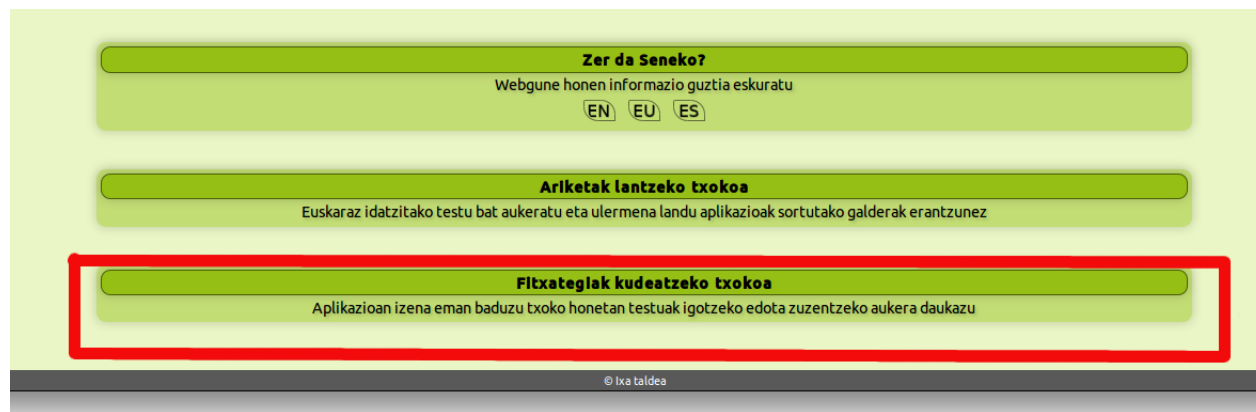 Zer da Seneko?
Webgune honen informazio guztia eskuratu
EN EU ES
Ariketak lantzeko txokoa
Euskaraz idatzitako testu bat aukeratu eta ulermena landu aplikazioak sortutako galderak erantzunez
Fitxategiak kudeatzeko txokoa
Aplikazioan izena eman baduzu txoko honetan testuak igotzeko edota zuzentzeko aukera daukazu
© Ixa taldea